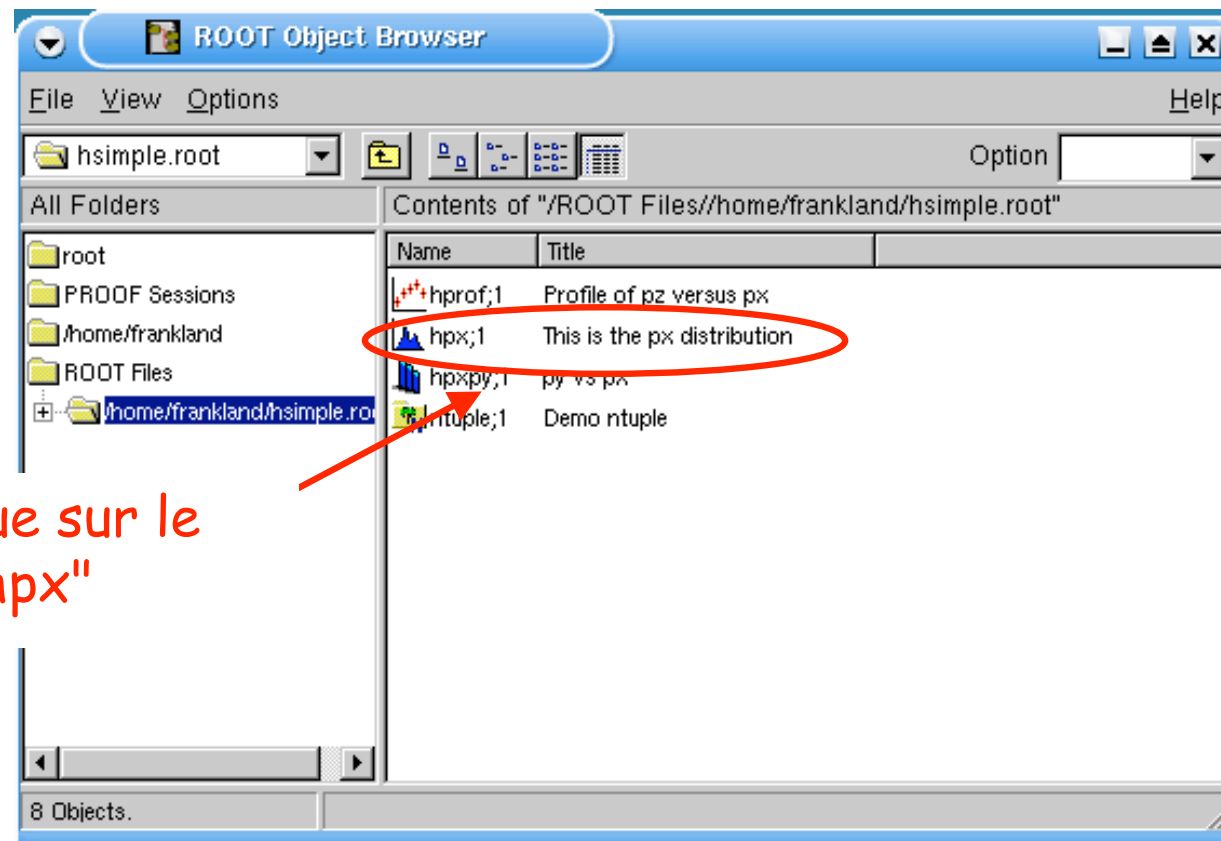 ROOT Object Browser
File View Options Help
hsimple.root Option
All Folders Contents of "/ROOT Files//home/frankland/hsimple.root"
root
PROOF Sessions
/home/frankland
ROOT Files
/home/frankland/hsimple.roo
Name Title
hprof;1 Profile of pz versus px
hpx;1 This is the px distribution
hpxpy;1 py vs px
ntuple;1 Demo ntuple
ue sur le
hpx"
8 Objects.